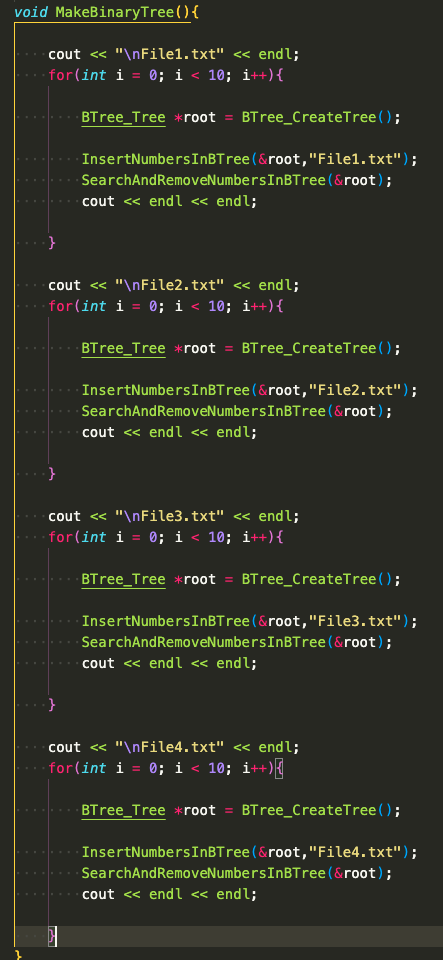 void MakeBinaryTree(){
cout << "\nFile1.txt" << endl;
for(int i = 0; i < 10; i++){
BTree_Tree *root = BTree_CreateTree();
InsertNumbersInBTree(&root,"File1.txt");
SearchAndRemoveNumbersInBTree(&root);
cout << endl << endl;
}
cout << "\nFile2.txt" << endl;
for(int i = 0; i < 10; i++){
BTree_Tree *root = BTree_CreateTree();
InsertNumbersInBTree(&root,"File2.txt");
SearchAndRemoveNumbersInBTree(&root);
cout << endl << endl;
}
cout << "\nFile3.txt" << endl;
for(int i = 0; i < 10; i++){
BTree_Tree *root = BTree_CreateTree();
InsertNumbersInBTree(&root,"File3.txt");
SearchAndRemoveNumbersInBTree(&root);
cout << endl << endl;
}
cout << "\nFile4.txt" << endl;
for(int i = 0; i < 10; i++){
BTree_Tree *root = BTree_CreateTree();
InsertNumbersInBTree(&root,"File4.txt");
SearchAndRemoveNumbersInBTree(&root);
cout << endl << endl;
}
}